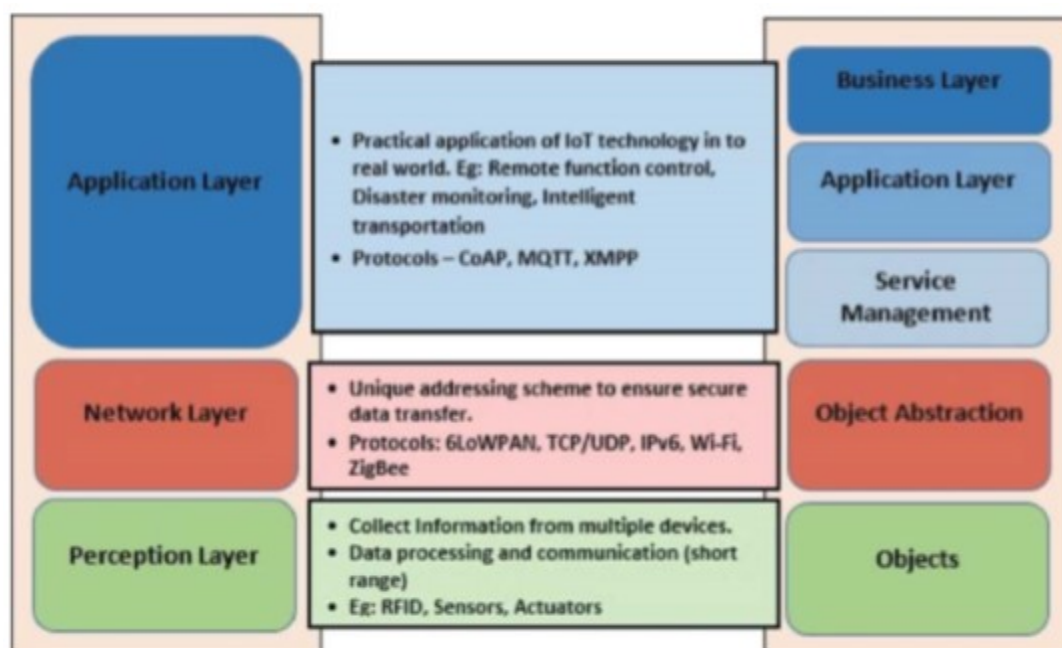 Application Layer
• Practical application of IoT technology in to
real world. Eg: Remote function control,
Disaster monitoring, Intelligent
transportation
• Protocols – CoAP, MQTT, XMPP
Business Layer
Application Layer
Service
Management
Network Layer
• Unique addressing scheme to ensure secure
data transfer.
• Protocols: 6LoWPAN, TCP/UDP, IPv6, Wi-Fi,
ZigBee
Object Abstraction
Perception Layer
• Collect Information from multiple devices.
• Data processing and communication (short
range)
• Eg: RFID, Sensors, Actuators
Objects